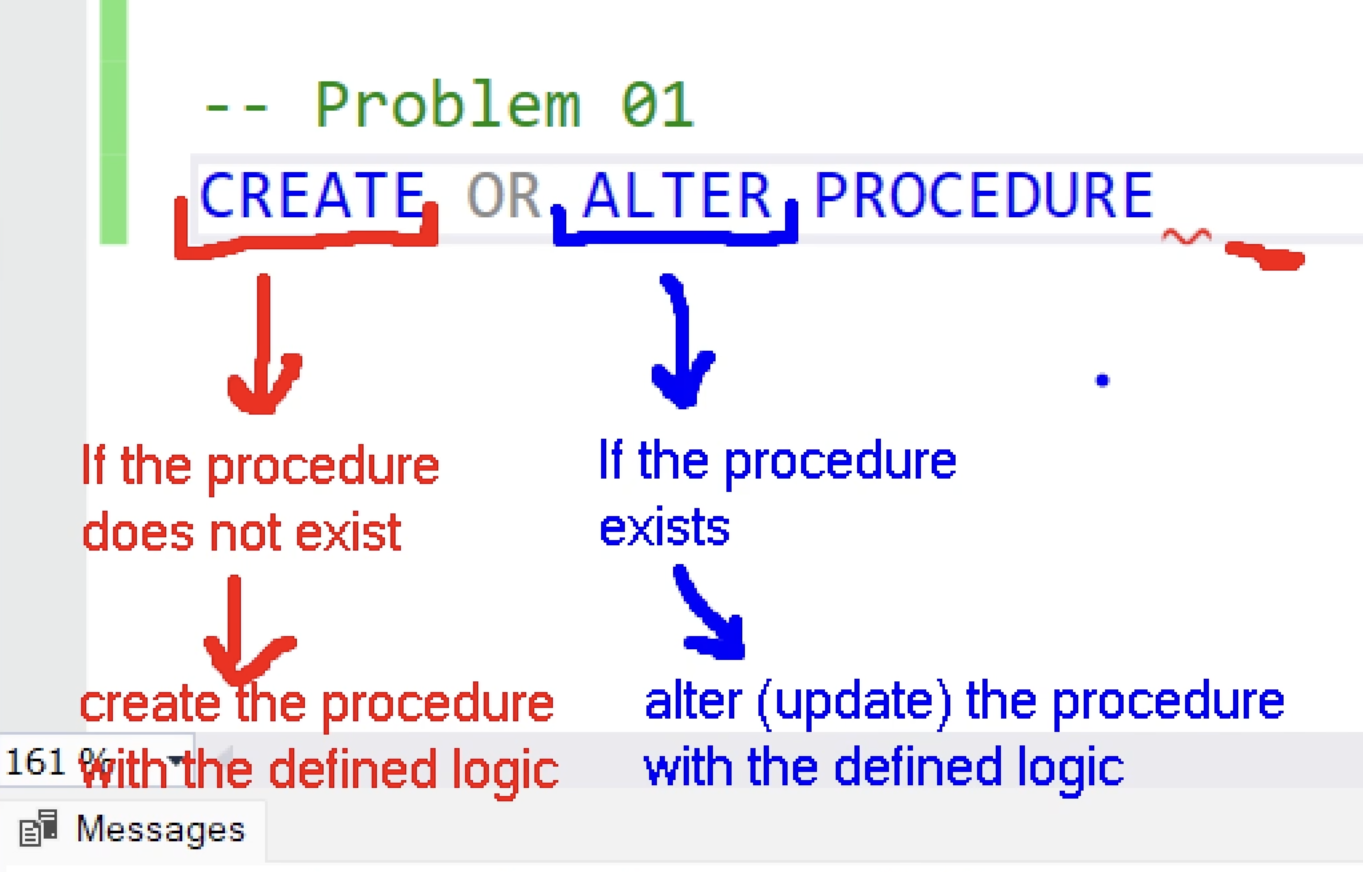 -- Problem 01
CREATE OR ALTER PROCEDURE
If the procedure
does not exist
If the procedure
exists
create the procedure
with the defined logic
alter (update) the procedure
with the defined logic
161 %
Messages